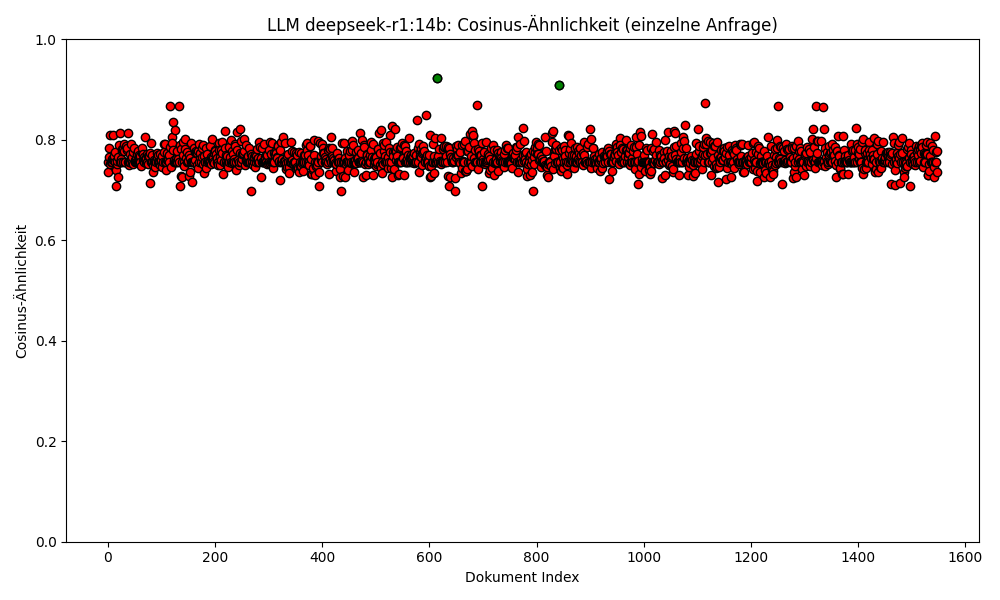 LLM deepseek-r1:14b: Cosinus-Ähnlichkeit (einzelne Anfrage)
1.0
0.8
0.6
0.4
0.2
0.0
Cosinus-Ähnlichkeit
0 200 400 600 800 1000 1200 1400 1600
Dokument Index